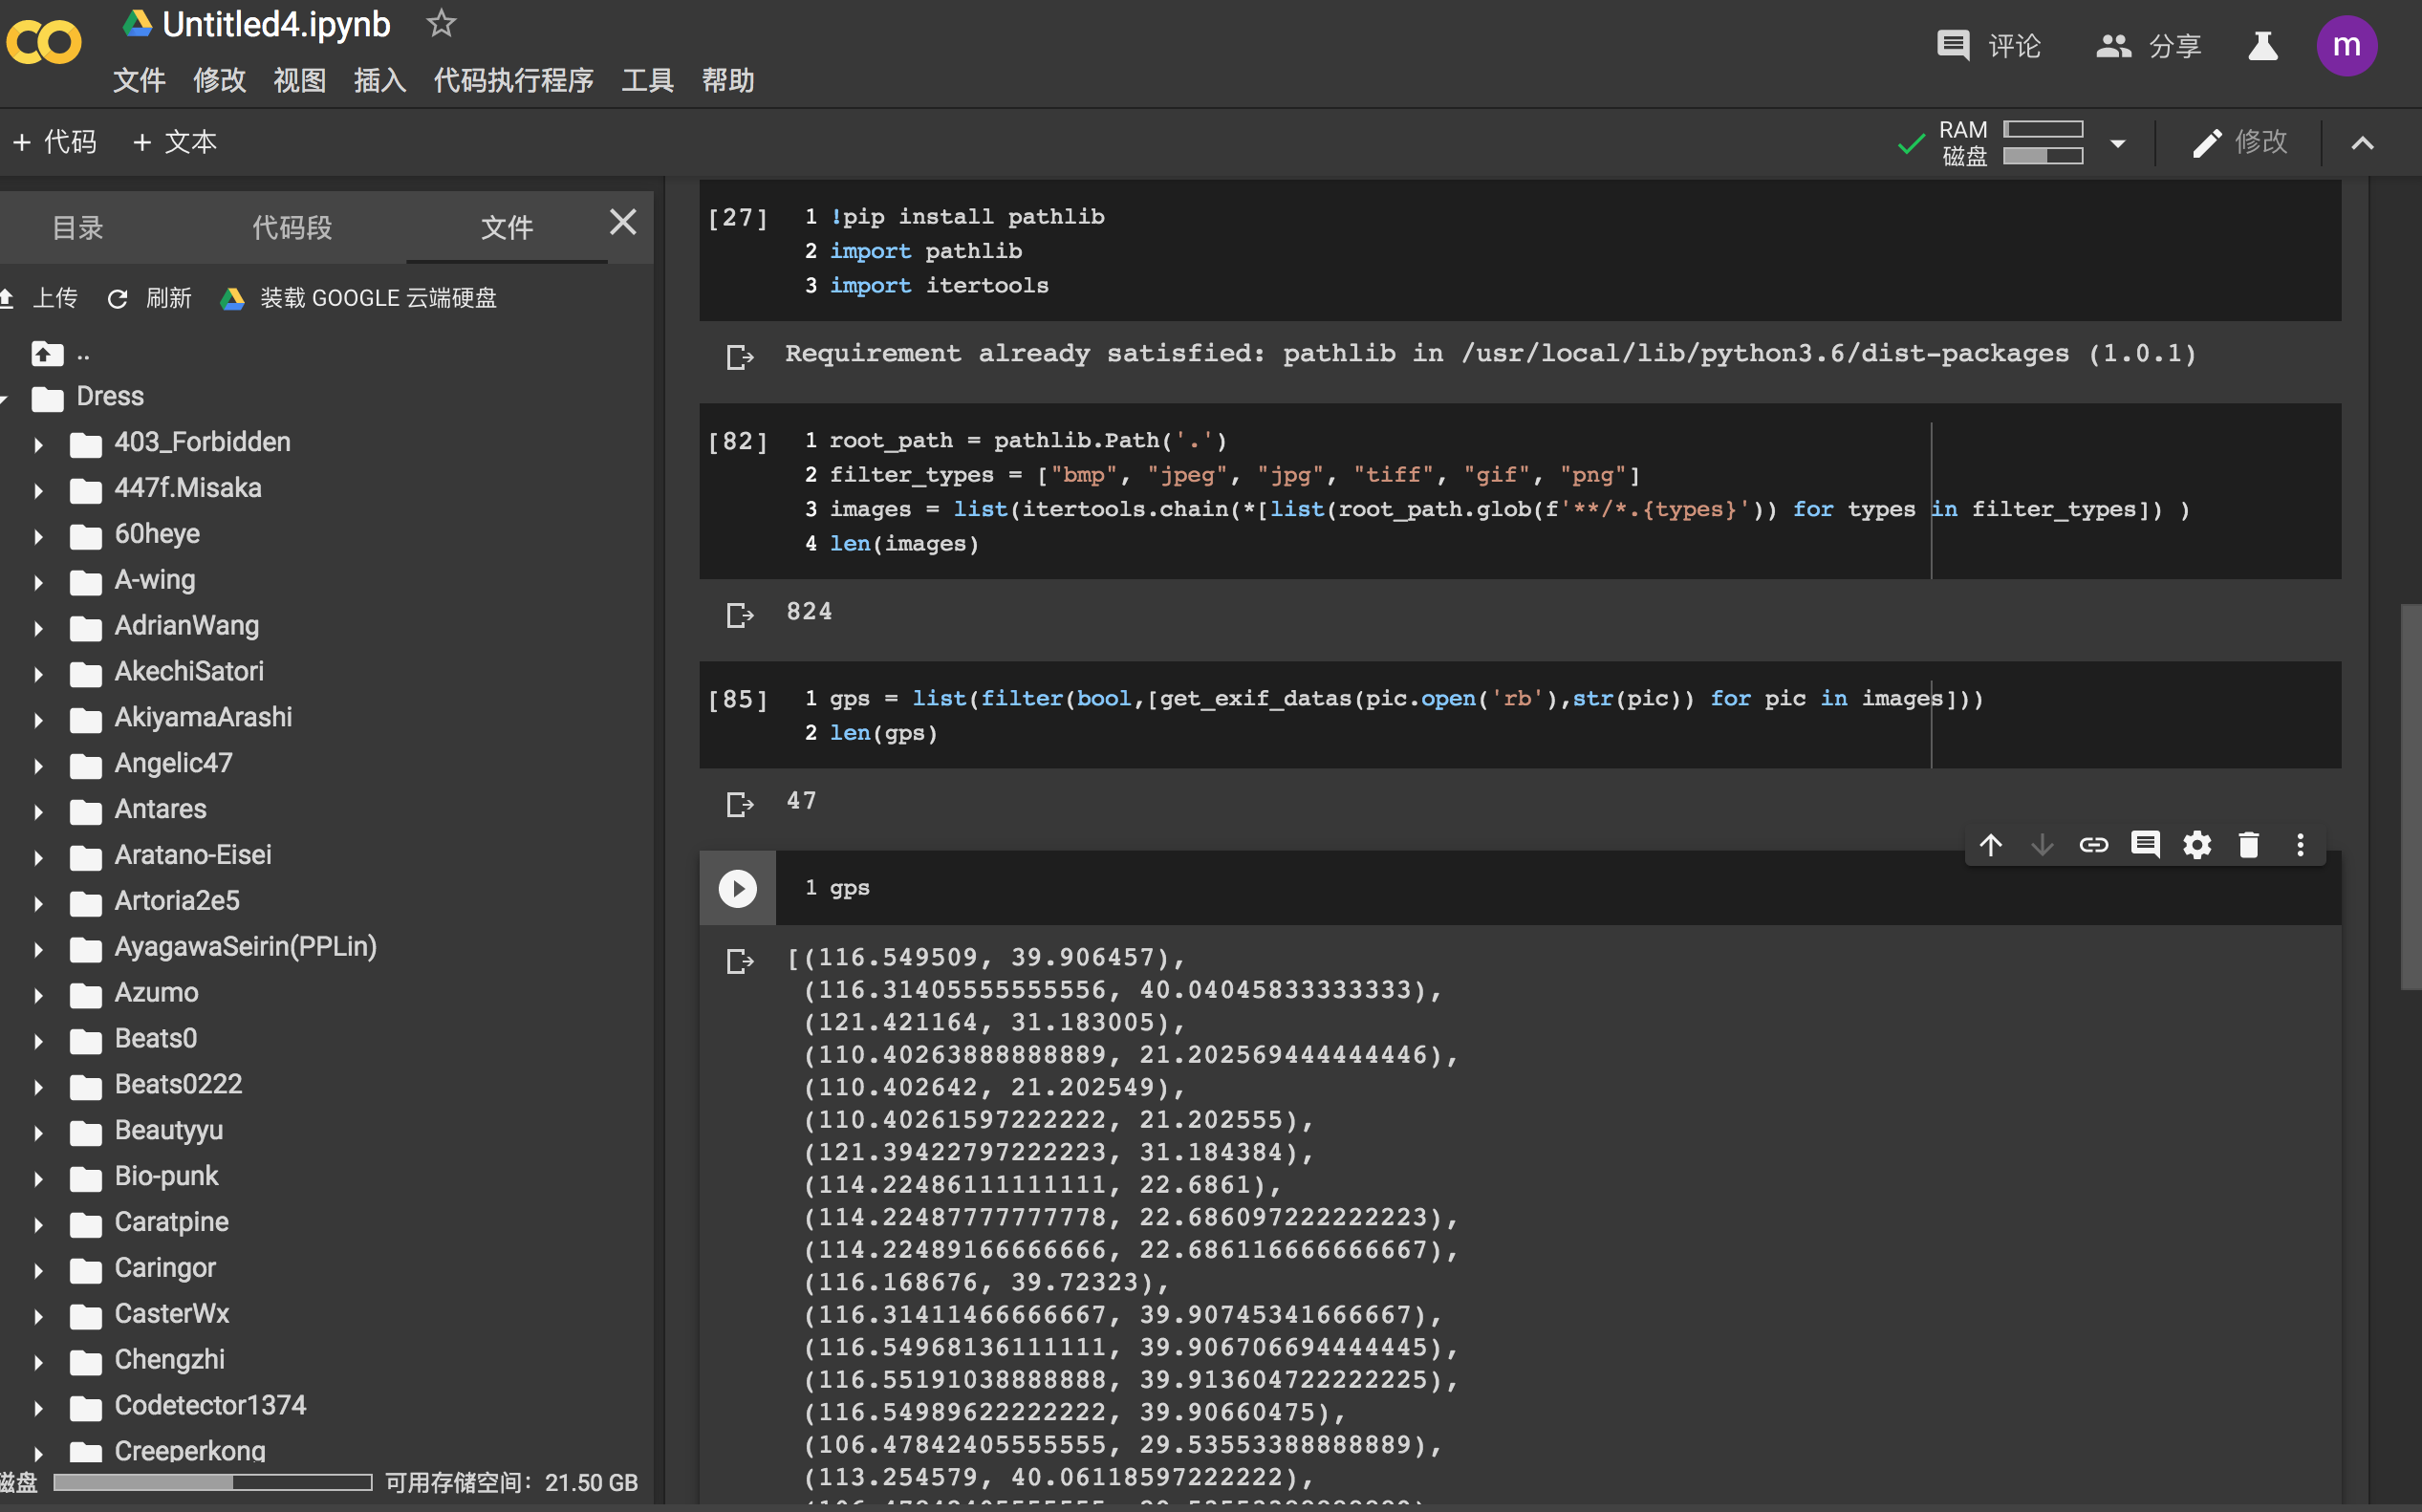 Untitled4.ipynb
评论
分享
m
文件 修改 视图 插入 代码执行程序 工具 帮助
+ 代码 + 文本
RAM
磁盘
修改
目录 代码段 文件
上传 刷新 装载 GOOGLE 云端硬盘
..
Dress
403_Forbidden
447f.Misaka
60heye
A-wing
AdrianWang
AkechiSatori
AkiyamaArashi
Angelic47
Antares
Aratano-Eisei
Artoria2e5
AyagawaSeirin(PPLin)
Azumo
Beats0
Beats0222
Beautyyu
Bio-punk
Caratpine
Caringor
CasterWx
Chengzhi
Codetector1374
Creeperkong
磁盘 可用存储空间：21.50 GB
[27]
1 !pip install pathlib
2 import pathlib
3 import itertools
Requirement already satisfied: pathlib in /usr/local/lib/python3.6/dist-packages (1.0.1)
[82]
1 root_path = pathlib.Path('.')
2 filter_types = ["bmp", "jpeg", "jpg", "tiff", "gif", "png"]
3 images = list(itertools.chain(*[list(root_path.glob(f'**/*.{types}')) for types in filter_types]) )
4 len(images)
824
[85]
1 gps = list(filter(bool,[get_exif_datas(pic.open('rb'),str(pic)) for pic in images]))
2 len(gps)
47
1 gps
[(116.549509, 39.906457),
(116.31405555555556, 40.04045833333333),
(121.421164, 31.183005),
(110.40263888888889, 21.202569444444446),
(110.402642, 21.202549),
(110.40261597222222, 21.202555),
(121.39422797222223, 31.184384),
(114.22486111111111, 22.6861),
(114.22487777777778, 22.686097222222223),
(114.22489166666666, 22.686116666666667),
(116.168676, 39.72323),
(116.31411466666667, 39.90745341666667),
(116.54968136111111, 39.906706694444445),
(116.55191038888888, 39.913604722222225),
(116.54989622222222, 39.90660475),
(106.47842405555555, 29.53553388888889),
(113.254579, 40.06118597222222),